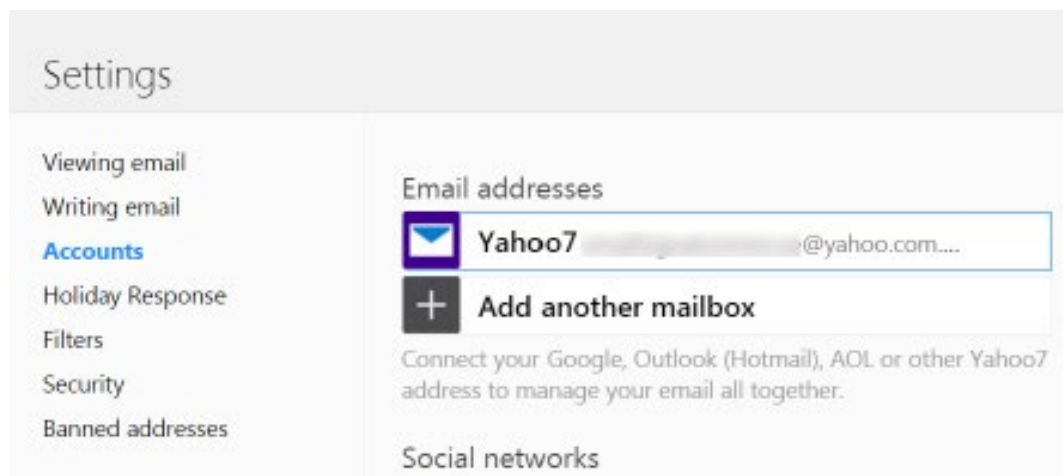 Settings
Viewing email
Writing email
Accounts
Holiday Response
Filters
Security
Banned addresses
Email addresses
Yahoo7 @yahoo.com....
Add another mailbox
Connect your Google, Outlook (Hotmail), AOL or other Yahoo7
address to manage your email all together.
Social networks